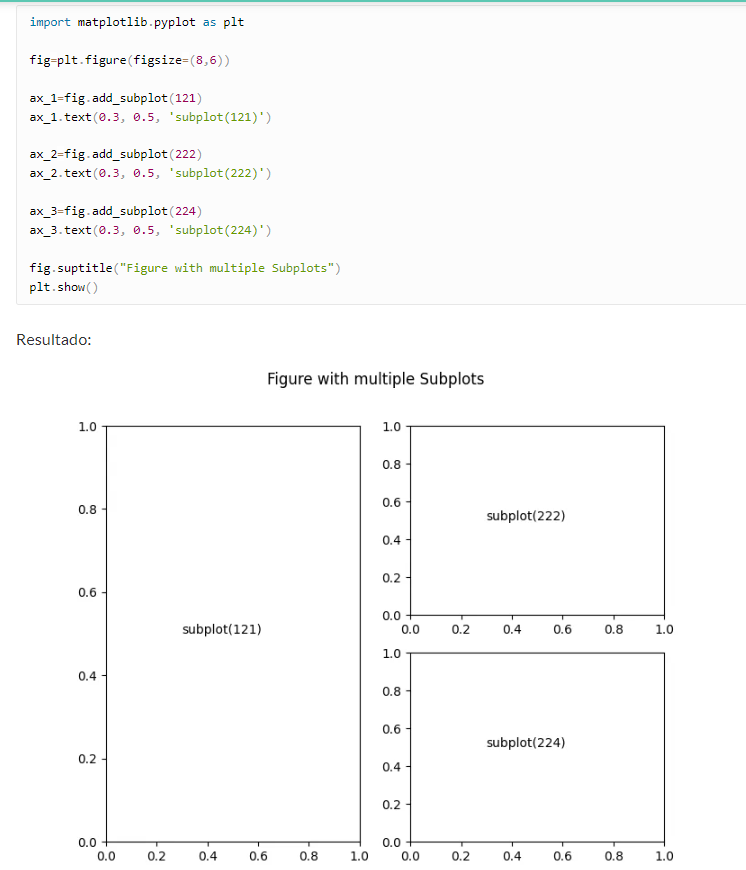 import matplotlib.pyplot as plt
fig=plt.figure(figsize=(8,6))
ax_1=fig.add_subplot(121)
ax_1.text(0.3, 0.5, 'subplot(121)')
ax_2=fig.add_subplot(222)
ax_2.text(0.3, 0.5, 'subplot(222)')
ax_3=fig.add_subplot(224)
ax_3.text(0.3, 0.5, 'subplot(224)')
fig.suptitle("Figure with multiple Subplots")
plt.show()
Resultado:
Figure with multiple Subplots
1.0
0.8
0.6
0.4
0.2
0.0
subplot(121)
0.0 0.2 0.4 0.6 0.8 1.0
1.0
0.8
0.6
0.4
0.2
0.0
subplot(222)
0.0 0.2 0.4 0.6 0.8 1.0
1.0
0.8
0.6
0.4
0.2
0.0
subplot(224)
0.0 0.2 0.4 0.6 0.8 1.0